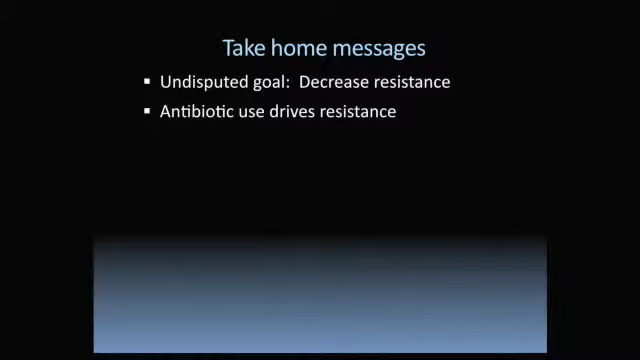 Take home messages
▪ Undisputed goal:  Decrease resistance
▪ Antibiotic use drives resistance